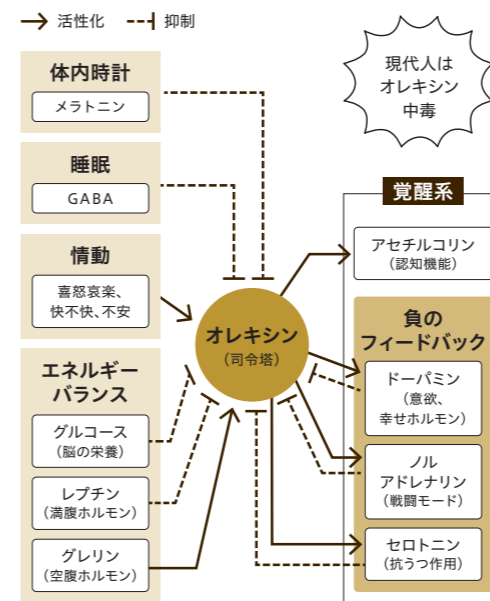 活性化
抑制
現代人は
オレキシン
中毒
体内時計
メラトニン
睡眠
GABA
情動
喜怒哀楽、
快不快、不安
エネルギー
バランス
グルコース
(脳の栄養)
レプチン
(満腹ホルモン)
グレリン
(空腹ホルモン)
オレキシン
(司令塔)
覚醒系
アセチルコリン
(認知機能)
負の
フィードバック
ドーパミン
(意欲、
幸せホルモン)
ノル
アドレナリン
(戦闘モード)
セロトニン
(抗うつ作用)